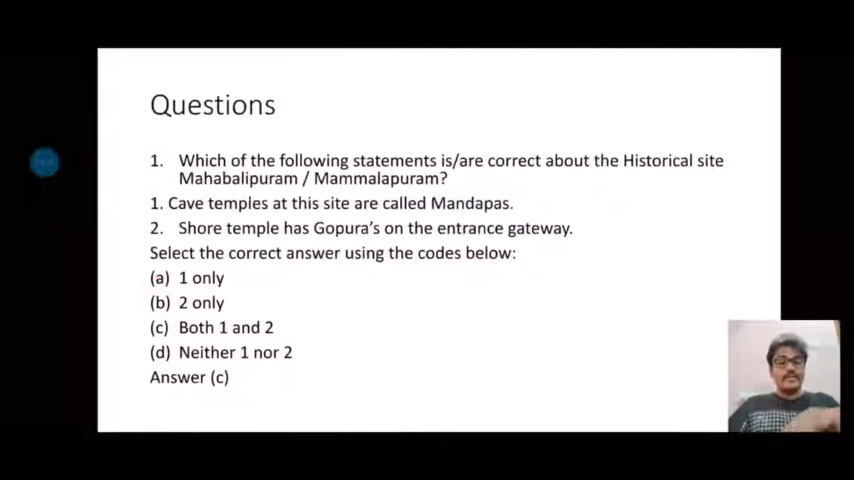 Questions
1. Which of the following statements is/are correct about the Historical site
Mahabalipuram / Mammalapuram?
1. Cave temples at this site are called Mandapas.
2. Shore temple has Gopura's on the entrance gateway.
Select the correct answer using the codes below:
(a) 1 only
(b) 2 only
(c) Both 1 and 2
(d) Neither 1 nor 2
Answer (c)